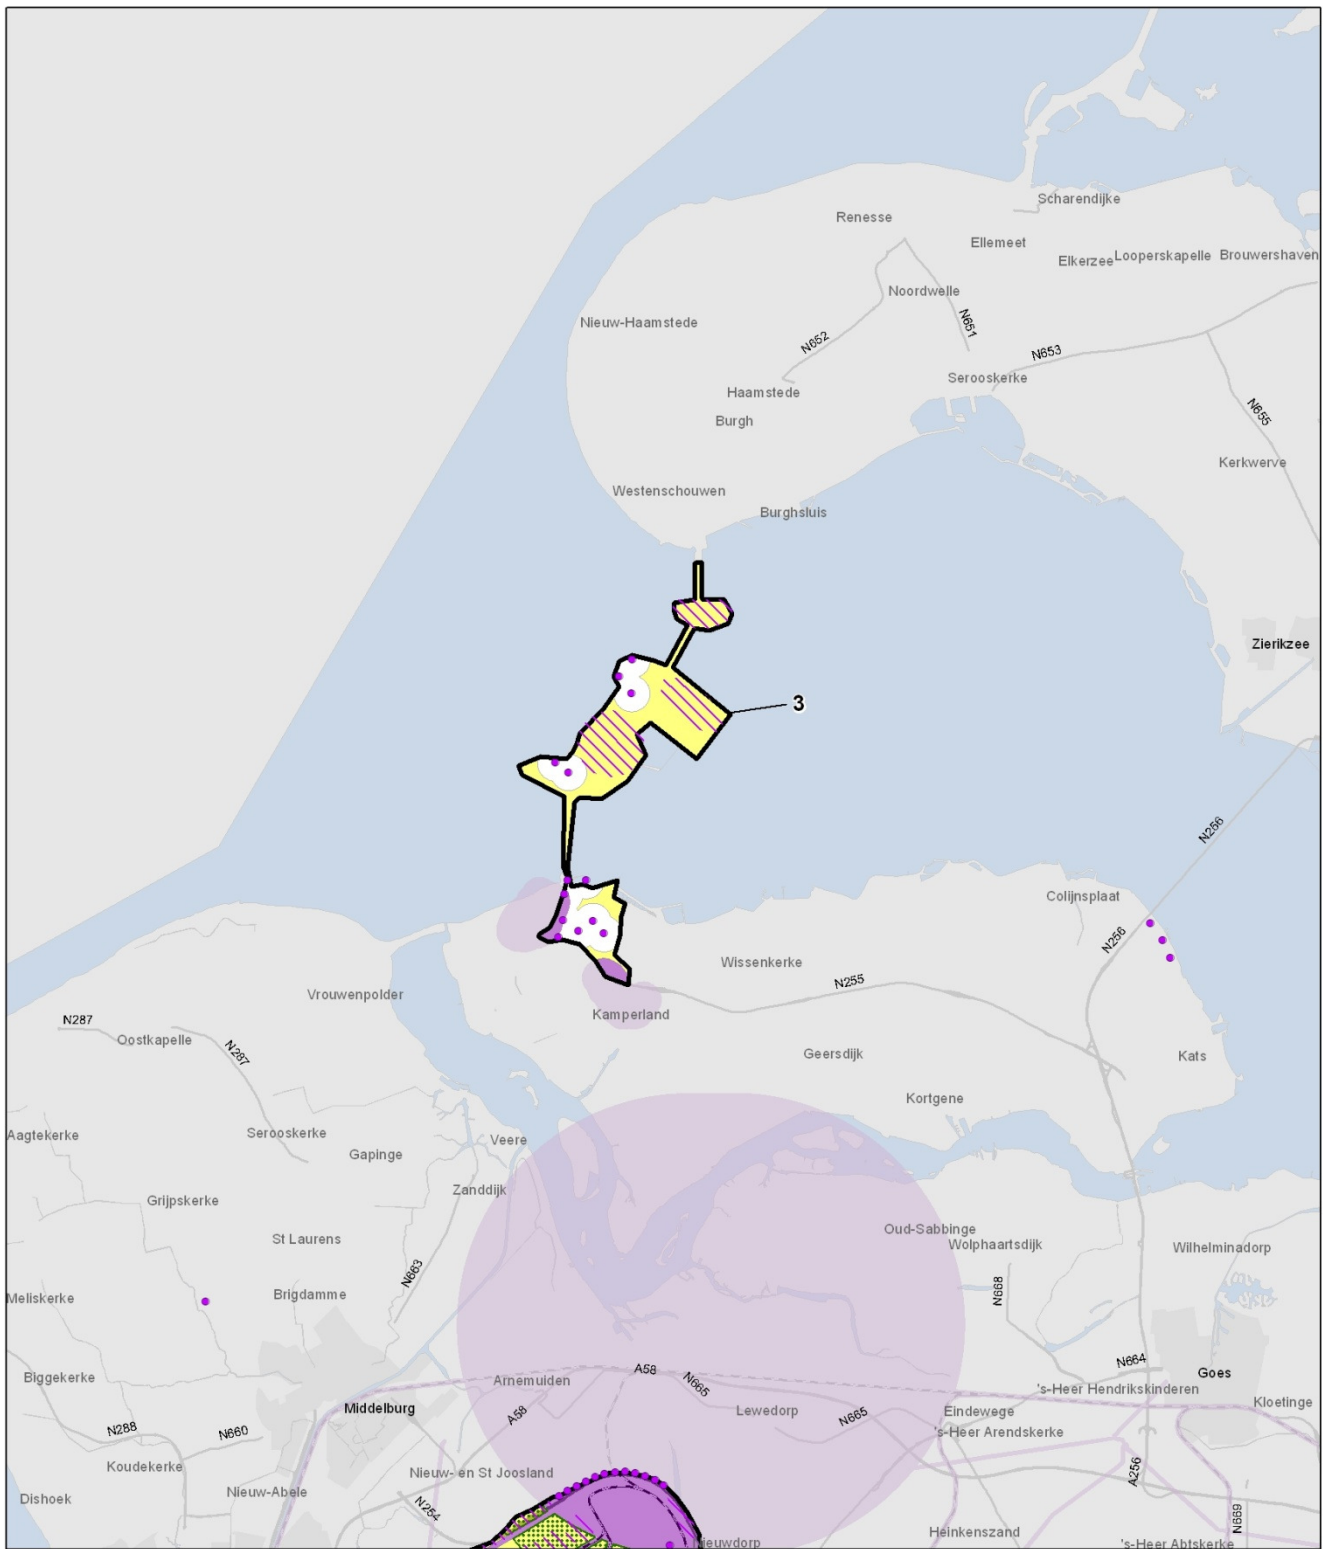 Scharendijke
Renesse
Ellemeet
Elkerzee
Looperskapelle
Brouwershaven
Noordwelle
N651
Nieuw-Haamstede
N652
N653
Serooskerke
Haamstede
N655
Burgh
Kerkwerve
Westenschouwen
Burghsluis
Zierikzee
3
N256
Colijnsplaat
N256
Wissenkerke
N255
Vrouwenpolder
Kamperland
N287
Oostkapelle
N287
Geersdijk
Kats
Kortgene
Aagtekerke
Serooskerke
Veere
Gapinge
Zanddijk
Grijpskerke
Oud-Sabbinge
St Laurens
Wolphaartsdijk
Wilhelminadorp
N663
N668
Meliskerke
Brigdamme
N664
Biggekerke
Arnemuiden
A58
N665
Goes
's-Heer Hendrikskinderen
Middelburg
A58
Lewedorp
N665
Eindewege
Kloetinge
N288
N660
's-Heer Arendskerke
Koudekerke
Nieuw- en St Joosland
A256
Dishoek
Nieuw-Abele
N254
N669
Heinkenszand
Nieuwdorp
's-Heer Abtskerke